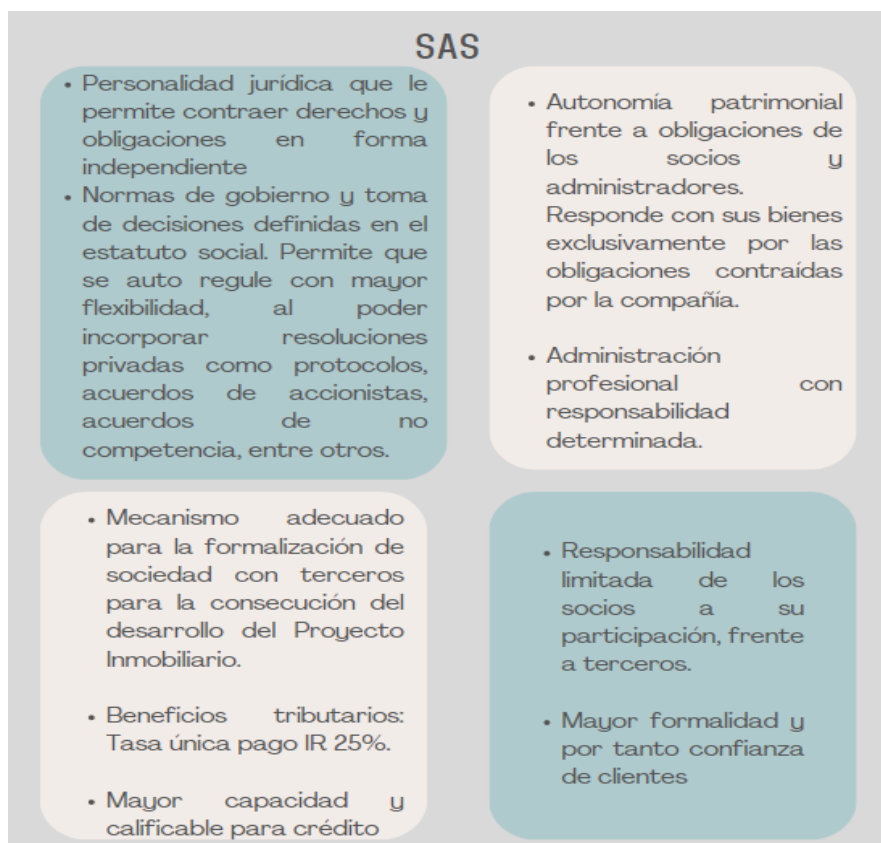 SAS
• Personalidad jurídica que le
permite contraer derechos y
obligaciones en forma
independiente
• Normas de gobierno y toma
de decisiones definidas en el
estatuto social. Permite que
se auto regule con mayor
flexibilidad, al poder
incorporar resoluciones
privadas como protocolos,
acuerdos de accionistas,
acuerdos de no
competencia, entre otros.
• Autonomía patrimonial
frente a obligaciones de
los socios y
administradores.
Responde con sus bienes
exclusivamente por las
obligaciones contraídas
por la compañía.
• Administración
profesional con
responsabilidad
determinada.
• Mecanismo adecuado
para la formalización de
sociedad con terceros
para la consecución del
desarrollo del Proyecto
Inmobiliario.
• Beneficios tributarios:
Tasa única pago IR 25%.
• Mayor capacidad y
calificable para crédito
• Responsabilidad
limitada de los
socios a su
participación, frente
a terceros.
• Mayor formalidad y
por tanto confianza
de clientes